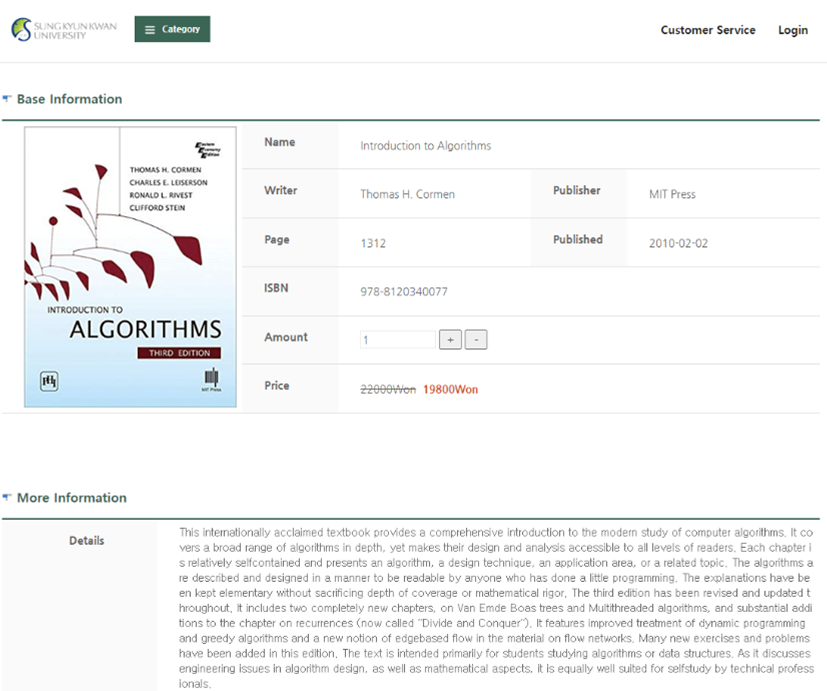 SUNGKYUNKWAN
UNIVERSITY
Category
Customer Service
Login
Base Information
Eastern
Economy
Edition
THOMAS H. CORMEN
CHARLES E. LEISERSON
RONALD L. RIVEST
CLIFFORD STEIN
INTRODUCTION TO
ALGORITHMS
THIRD EDITION
PHI
MIT Press
Name
Introduction to Algorithms
Writer
Thomas H. Cormen
Publisher
MIT Press
Page
1312
Published
2010-02-02
ISBN
978-8120340077
Amount
1
+
-
Price
22000Won 19800Won
More Information
Details
This internationally acclaimed textbook provides a comprehensive introduction to the modern study of computer algorithms. It co
vers a broad range of algorithms in depth, yet makes their design and analysis accessible to all levels of readers. Each chapter i
s relatively selfcontained and presents an algorithm, a design technique, an application area, or a related topic. The algorithms a
re described and designed in a manner to be readable by anyone who has done a little programming. The explanations have be
en kept elementary without sacrificing depth of coverage or mathematical rigor. The third edition has been revised and updated t
hroughout. It includes two completely new chapters, on Van Emde Boas trees and Multithreaded algorithms, and substantial addi
tions to the chapter on recurrences (now called "Divide and Conquer"). It features improved treatment of dynamic programming
and greedy algorithms and a new notion of edgebased flow in the material on flow networks. Many new exercises and problems
have been added in this edition. The text is intended primarily for students studying algorithms or data structures. As it discusses
engineering issues in algorithm design, as well as mathematical aspects, it is equally well suited for selfstudy by technical profess
ionals.